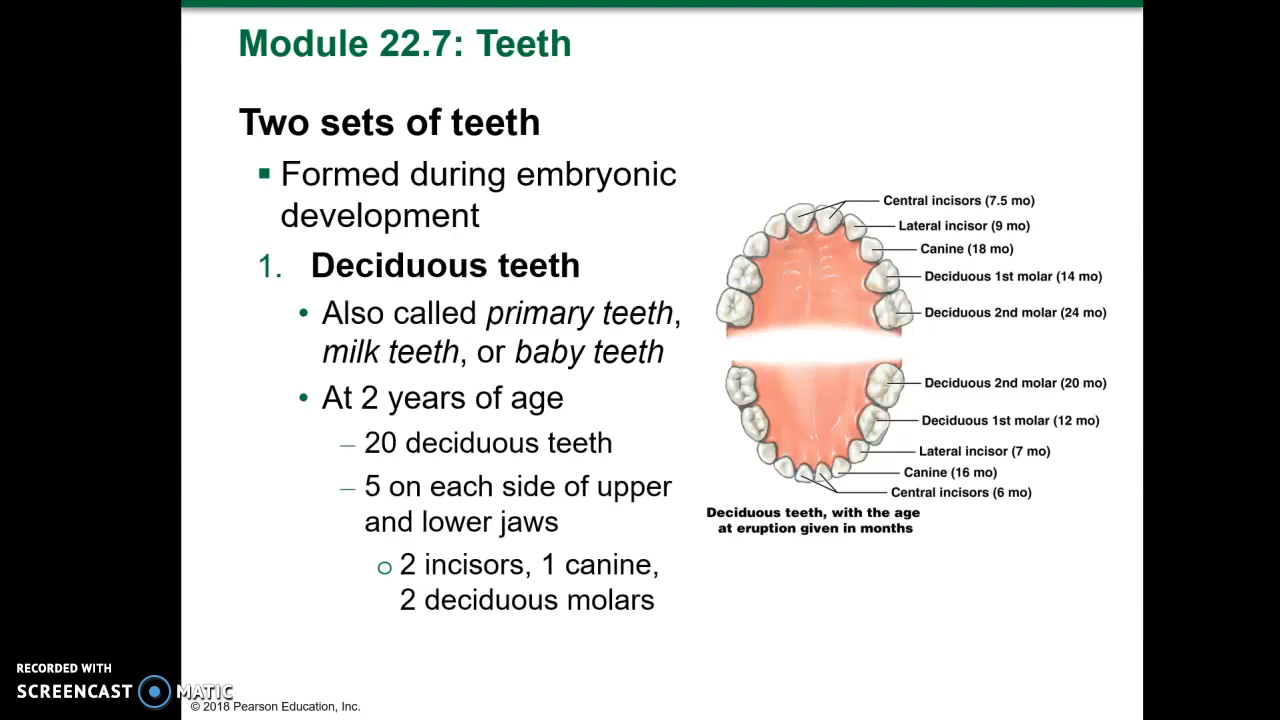 Module 22.7: Teeth
Two sets of teeth
▪ Formed during embryonic
development
1. Deciduous teeth
• Also called primary teeth,
milk teeth, or baby teeth
• At 2 years of age
– 20 deciduous teeth
– 5 on each side of upper
and lower jaws
o 2 incisors, 1 canine,
2 deciduous molars
Central incisors (7.5 mo)
Lateral incisor (9 mo)
Canine (18 mo)
Deciduous 1st molar (14 mo)
Deciduous 2nd molar (24 mo)
Deciduous 2nd molar (20 mo)
Deciduous 1st molar (12 mo)
Lateral incisor (7 mo)
Canine (16 mo)
Central incisors (6 mo)
Deciduous teeth, with the age
at eruption given in months
RECORDED WITH
SCREENCAST MATIC
© 2018 Pearson Education, Inc.